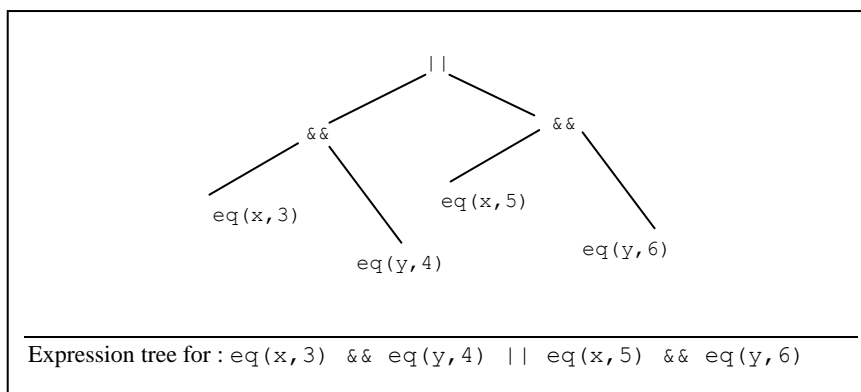 ||
&&
&&
eq(x,3)
eq(x,5)
eq(y,4)
eq(y,6)
Expression tree for : eq(x,3) && eq(y,4) || eq(x,5) && eq(y,6)